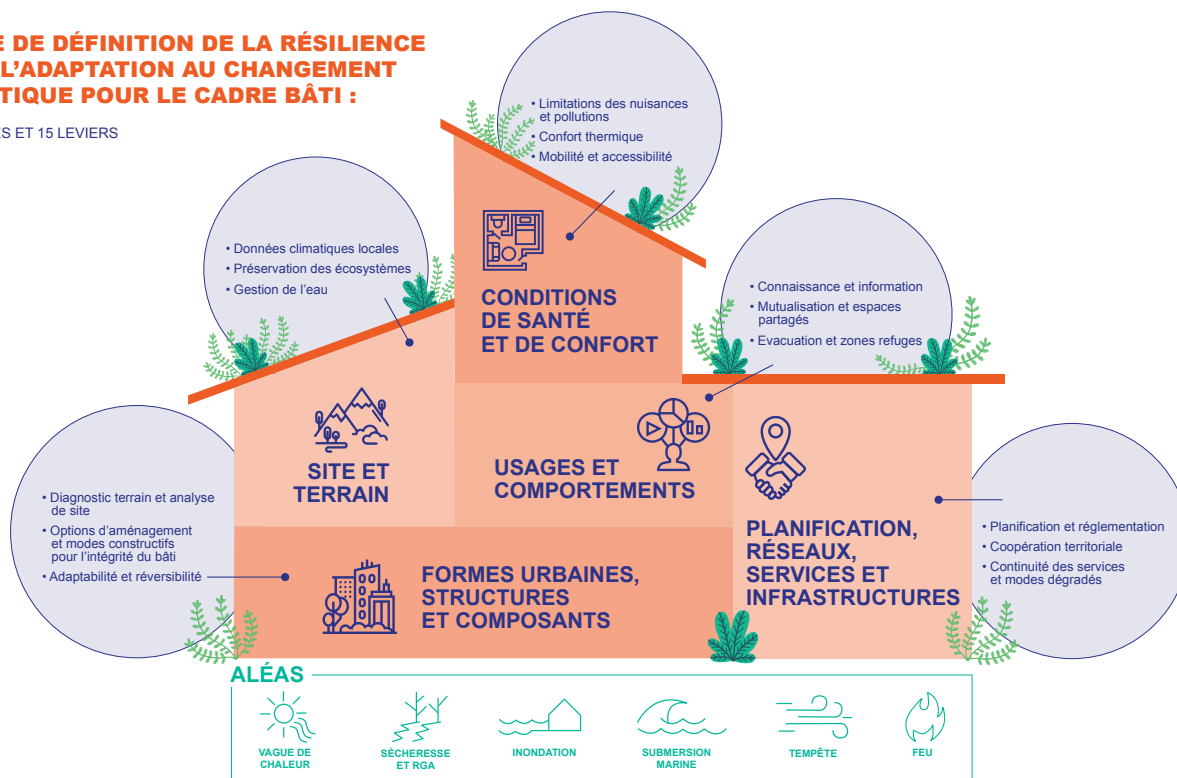 E DE DÉFINITION DE LA RÉSILIENCE
L'ADAPTATION AU CHANGEMENT
TIQUE POUR LE CADRE BÂTI :
ES ET 15 LEVIERS
• Limitations des nuisances
et pollutions
• Confort thermique
• Mobilité et accessibilité
• Données climatiques locales
• Préservation des écosystèmes
• Gestion de l'eau
CONDITIONS
DE SANTÉ
ET DE CONFORT
• Connaissance et information
• Mutualisation et espaces
partagés
• Evacuation et zones refuges
SITE ET
TERRAIN
USAGES ET
COMPORTEMENTS
• Diagnostic terrain et analyse
de site
• Options d'aménagement
et modes constructifs
pour l'intégrité du bâti
• Adaptabilité et réversibilité
FORMES URBAINES,
STRUCTURES
ET COMPOSANTS
PLANIFICATION,
RÉSEAUX,
SERVICES ET
INFRASTRUCTURES
• Planification et réglementation
• Coopération territoriale
• Continuité des services
et modes dégradés
ALÉAS
VAGUE DE
CHALEUR
SÈCHERESSE
ET RGA
INONDATION
SUBMERSION
MARINE
TEMPÊTE
FEU